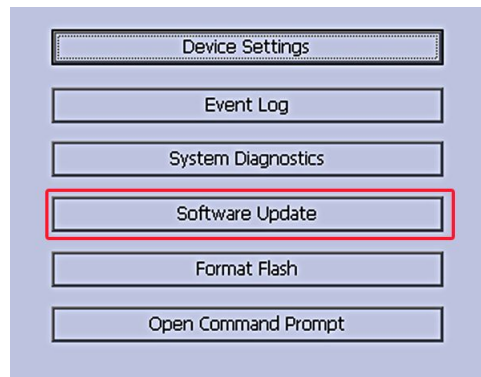 Device Settings
Event Log
System Diagnostics
Software Update
Format Flash
Open Command Prompt